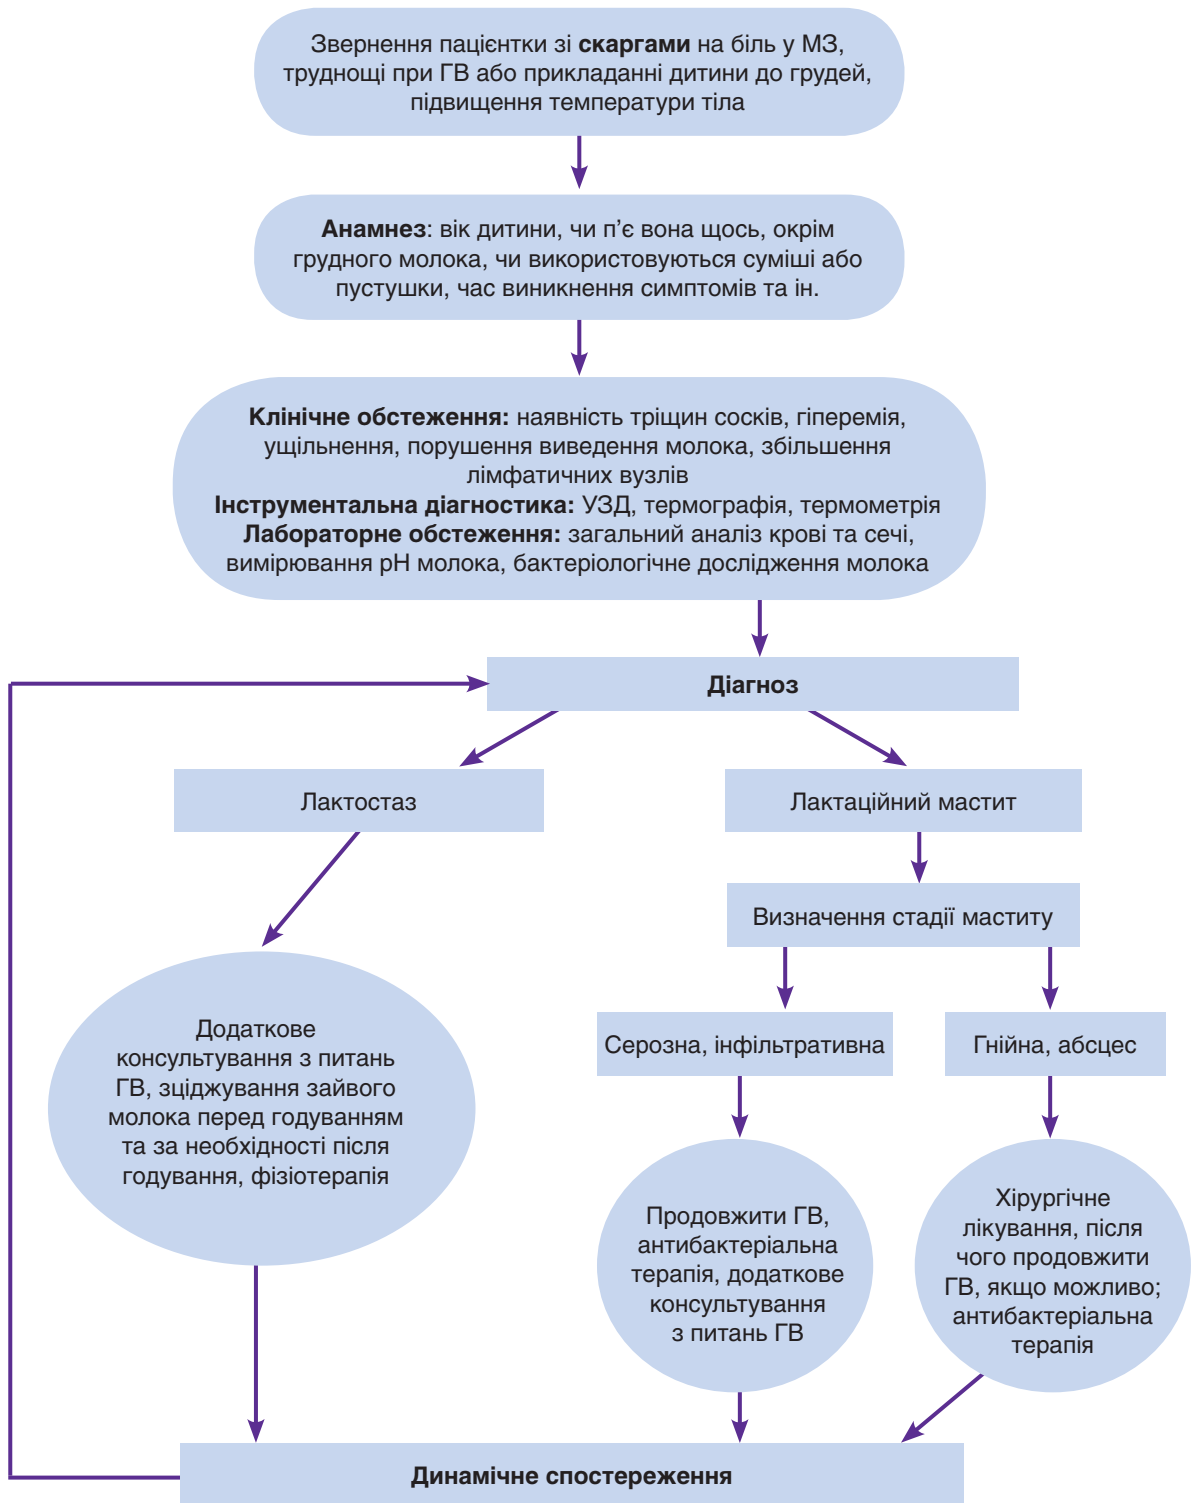 Звернення пацієнтки зі скаргами на біль у МЗ,
труднощі при ГВ або прикладанні дитини до грудей,
підвищення температури тіла
Анамнез: вік дитини, чи п’є вона щось, окрім
грудного молока, чи використовуються суміші або
пустушки, час виникнення симптомів та ін.
Клінічне обстеження: наявність тріщин сосків, гіперемія,
ущільнення, порушення виведення молока, збільшення
лімфатичних вузлів
Інструментальна діагностика: УЗД, термографія, термометрія
Лабораторне обстеження: загальний аналіз крові та сечі,
вимірювання рН молока, бактеріологічне дослідження молока
Діагноз
Лактостаз
Лактаційний мастит
Визначення стадії маститу
Серозна, інфільтративна
Гнійна, абсцес
Додаткове
консультування з питань
ГВ, зціджування зайвого
молока перед годуванням
та за необхідності після
годування, фізіотерапія
Продовжити ГВ,
антибактеріальна
терапія, додаткове
консультування
з питань ГВ
Хірургічне
лікування, після
чого продовжити
ГВ, якщо можливо;
антибактеріальна
терапія
Динамічне спостереження